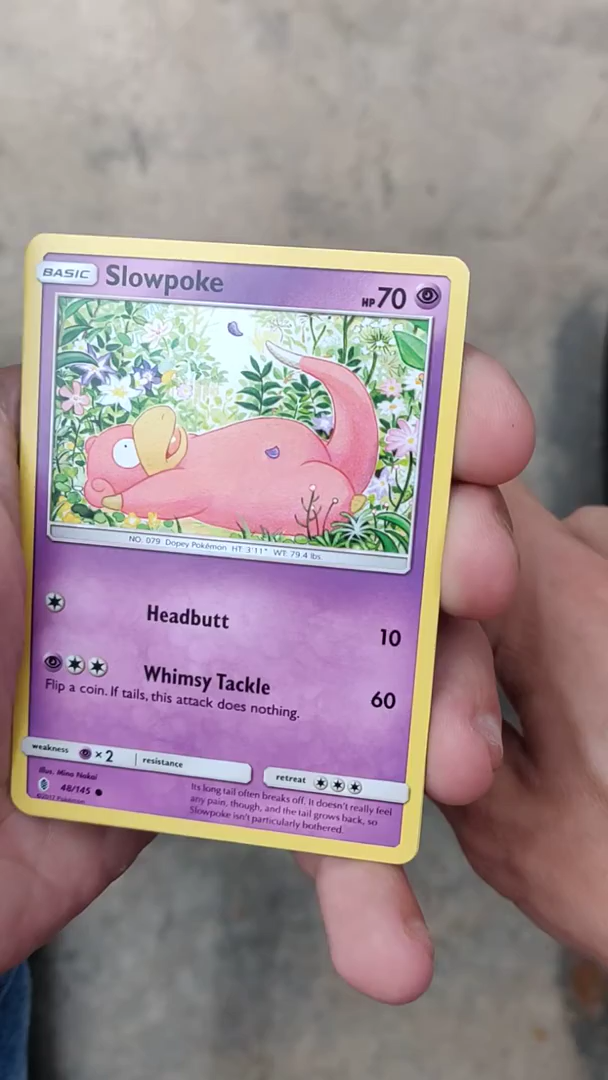 BASIC Slowpoke HP 70
NO. 079 Dopey Pokémon HT: 3'11" WT: 79.4 lbs.
Headbutt 10
Whimsy Tackle 60
Flip a coin. If tails, this attack does nothing.
weakness ×2 resistance retreat
Illus. Mina Nakai
48/145
©2017 Pokémon
Its long tail often breaks off. It doesn't really feel
any pain, though, and the tail grows back, so
Slowpoke isn't particularly bothered.